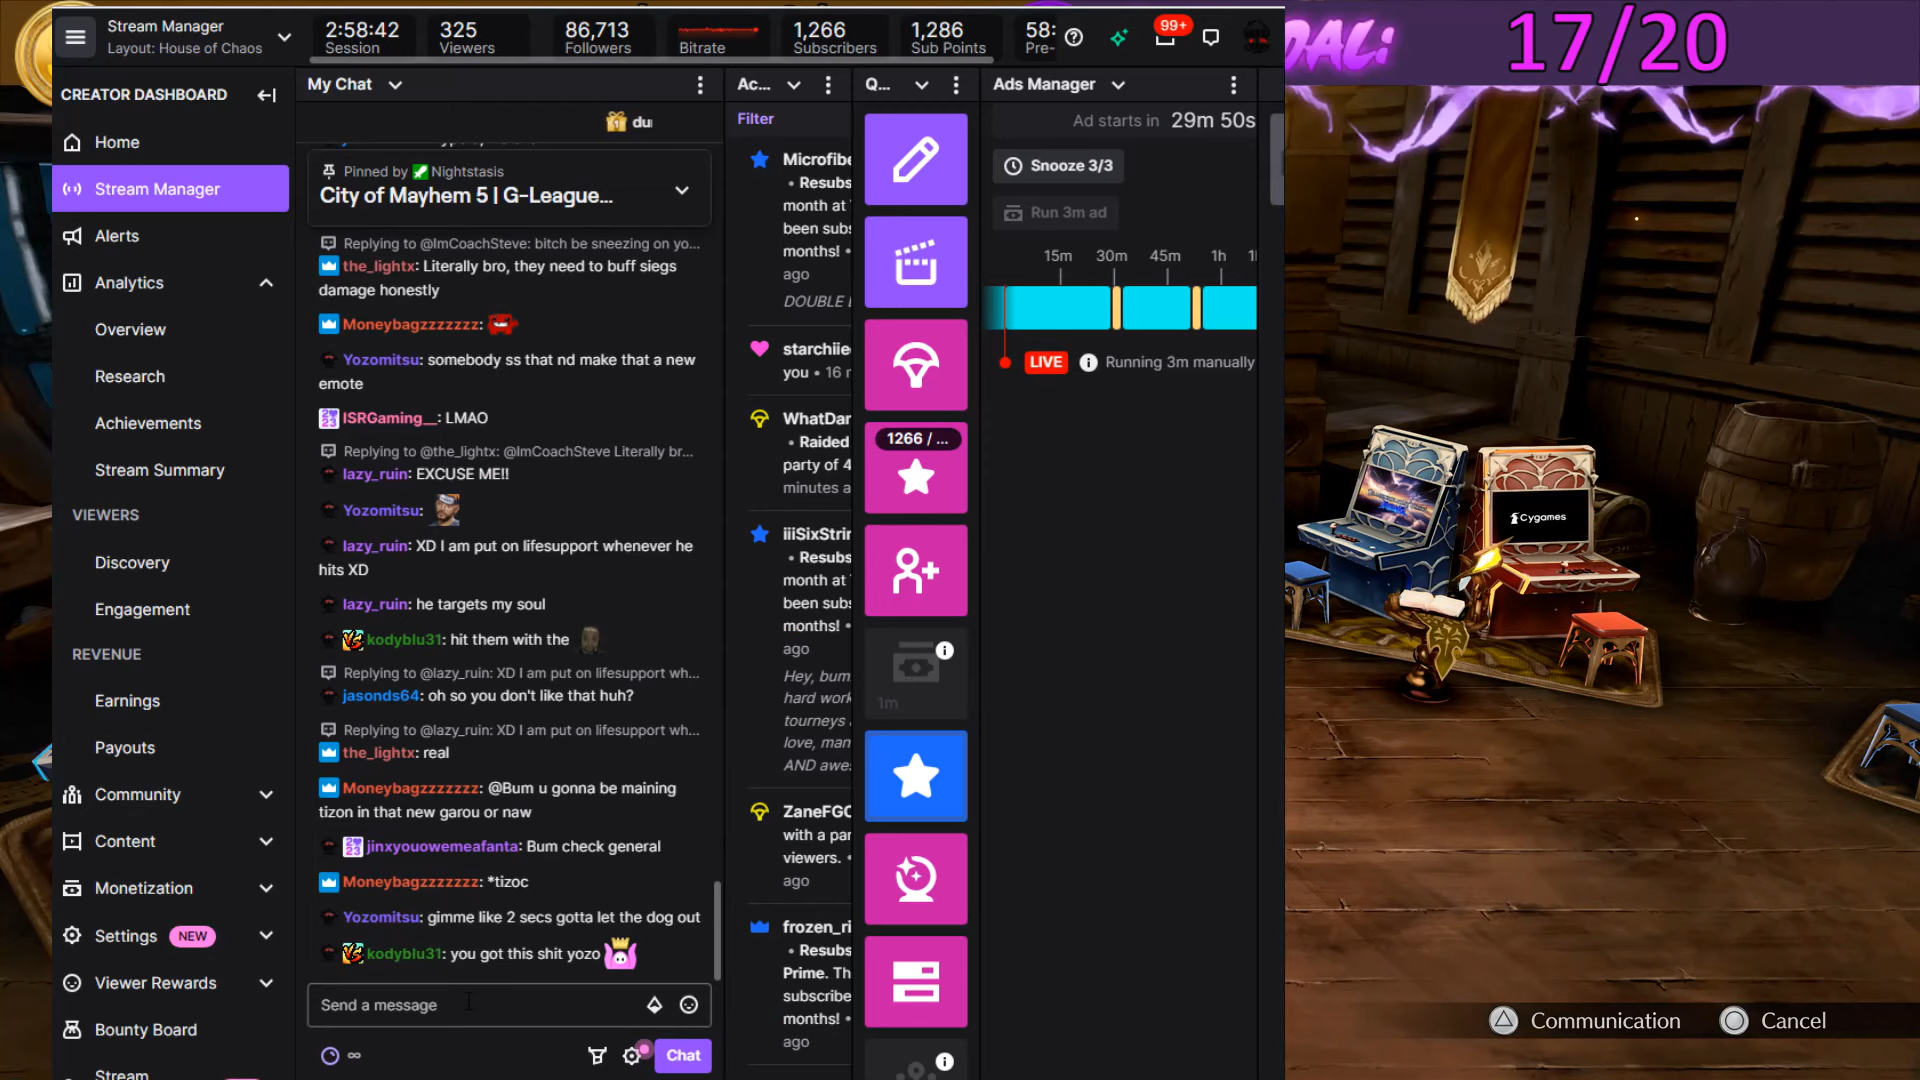 Stream Manager
Layout: House of Chaos
2:58:42
Session
325
Viewers
86,713
Followers
Bitrate
1,266
Subscribers
1,286
Sub Points
58:
Pre-
99+
17/20
CREATOR DASHBOARD
Home
Stream Manager
Alerts
Analytics
Overview
Research
Achievements
Stream Summary
VIEWERS
Discovery
Engagement
REVENUE
Earnings
Payouts
Community
Content
Monetization
Settings NEW
Viewer Rewards
Bounty Board
Stream
My Chat
Pinned by Nightstasis
City of Mayhem 5 | G-League...
Replying to @ImCoachSteve: bitch be sneezing on yo...
the_lightx: Literally bro, they need to buff siegs
damage honestly
Moneybagzzzzzzz:
Yozomitsu: somebody ss that nd make that a new
emote
ISRGaming__: LMAO
Replying to @the_lightx: @ImCoachSteve Literally br...
lazy_ruin: EXCUSE ME!!
Yozomitsu:
lazy_ruin: XD I am put on lifesupport whenever he
hits XD
lazy_ruin: he targets my soul
kodyblu31: hit them with the
Replying to @lazy_ruin: XD I am put on lifesupport wh...
jasonds64: oh so you don't like that huh?
Replying to @lazy_ruin: XD I am put on lifesupport wh...
the_lightx: real
Moneybagzzzzzzz: @Bum u gonna be maining
tizon in that new garou or naw
jinxyouowemeafanta: Bum check general
Moneybagzzzzzzz: *tizoc
Yozomitsu: gimme like 2 secs gotta let the dog out
kodyblu31: you got this shit yozo
Send a message
Chat
Ac...
Filter
Microfibe
• Resubs
month at
been subs
months! •
ago
DOUBLE
starchiie
you • 16
WhatDar
• Raided
party of 4
minutes a
iiiSixStrir
• Resubs
month at
been subs
months! •
ago
Hey, bum
hard work
tourneys
love, man
AND awe
ZaneFGC
with a par
viewers. •
ago
frozen_ri
• Resubs
Prime. Th
subscribe
months! •
ago
Q...
1266 / ...
1m
Ads Manager
Ad starts in 29m 50s
Snooze 3/3
Run 3m ad
15m 30m 45m 1h
LIVE Running 3m manually
Cygames
Communication
Cancel